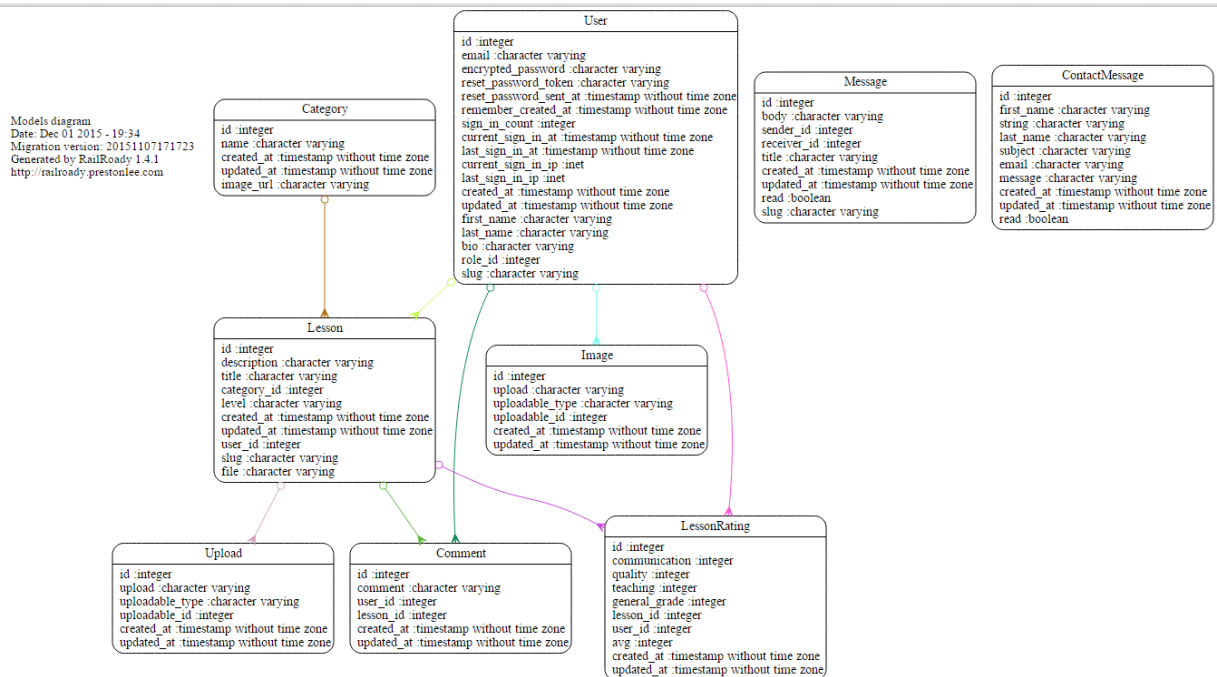 Models diagram
Date: Dec 01 2015 - 19:34
Migration version: 20151107171723
Generated by RailRoady 1.4.1
http://railroady.prestonlee.com
Category
id :integer
name :character varying
created_at :timestamp without time zone
updated_at :timestamp without time zone
image_url :character varying
User
id :integer
email :character varying
encrypted_password :character varying
reset_password_token :character varying
reset_password_sent_at :timestamp without time zone
remember_created_at :timestamp without time zone
sign_in_count :integer
current_sign_in_at :timestamp without time zone
last_sign_in_at :timestamp without time zone
current_sign_in_ip :inet
last_sign_in_ip :inet
created_at :timestamp without time zone
updated_at :timestamp without time zone
first_name :character varying
last_name :character varying
bio :character varying
role_id :integer
slug :character varying
Message
id :integer
body :character varying
sender_id :integer
receiver_id :integer
title :character varying
created_at :timestamp without time zone
updated_at :timestamp without time zone
read :boolean
slug :character varying
ContactMessage
id :integer
first_name :character varying
string :character varying
last_name :character varying
subject :character varying
email :character varying
message :character varying
created_at :timestamp without time zone
updated_at :timestamp without time zone
read :boolean
Lesson
id :integer
description :character varying
title :character varying
category_id :integer
level :character varying
created_at :timestamp without time zone
updated_at :timestamp without time zone
user_id :integer
slug :character varying
file :character varying
Image
id :integer
upload :character varying
uploadable_type :character varying
uploadable_id :integer
created_at :timestamp without time zone
updated_at :timestamp without time zone
Upload
id :integer
upload :character varying
uploadable_type :character varying
uploadable_id :integer
created_at :timestamp without time zone
updated_at :timestamp without time zone
Comment
id :integer
comment :character varying
user_id :integer
lesson_id :integer
created_at :timestamp without time zone
updated_at :timestamp without time zone
LessonRating
id :integer
communication :integer
quality :integer
teaching :integer
general_grade :integer
lesson_id :integer
user_id :integer
avg :integer
created_at :timestamp without time zone
updated_at :timestamp without time zone